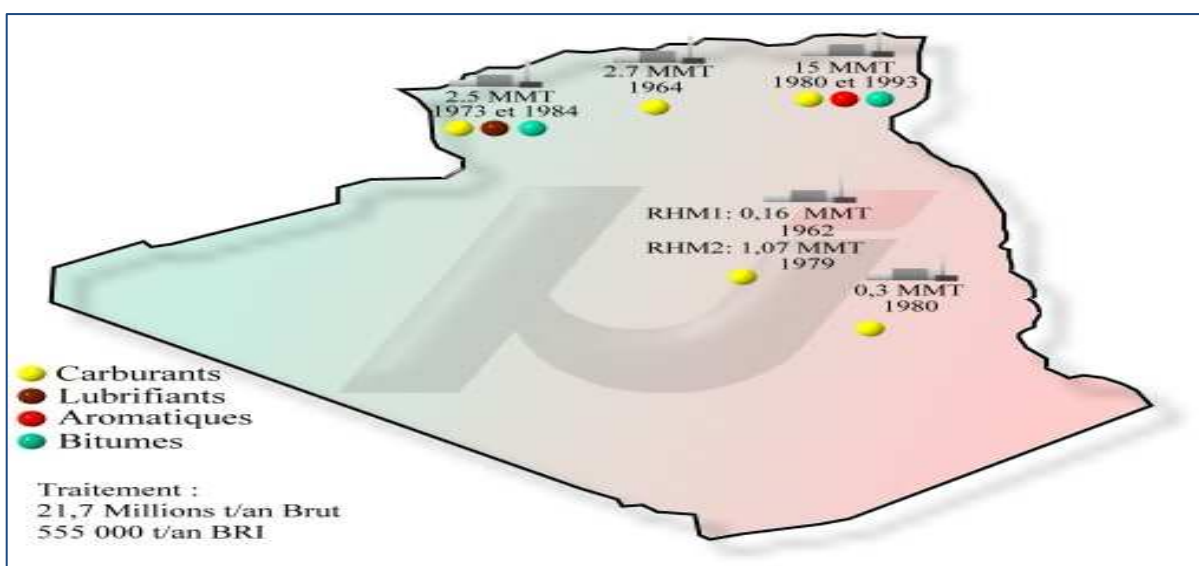 2.5 MMT
1973 et 1984
2.7 MMT
1964
15 MMT
1980 et 1993
RHM1: 0,16 MMT
1962
RHM2: 1,07 MMT
1979
0,3 MMT
1980
Carburants
Lubrifiants
Aromatiques
Bitumes
Traitement :
21,7 Millions t/an Brut
555 000 t/an BRI